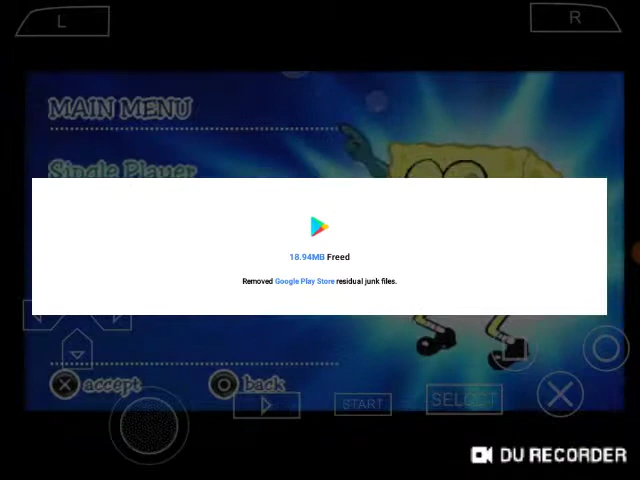 L
R
MAIN MENU
Single Player
18.94MB Freed
Removed Google Play Store residual junk files.
accept
back
START
SELECT
DU RECORDER